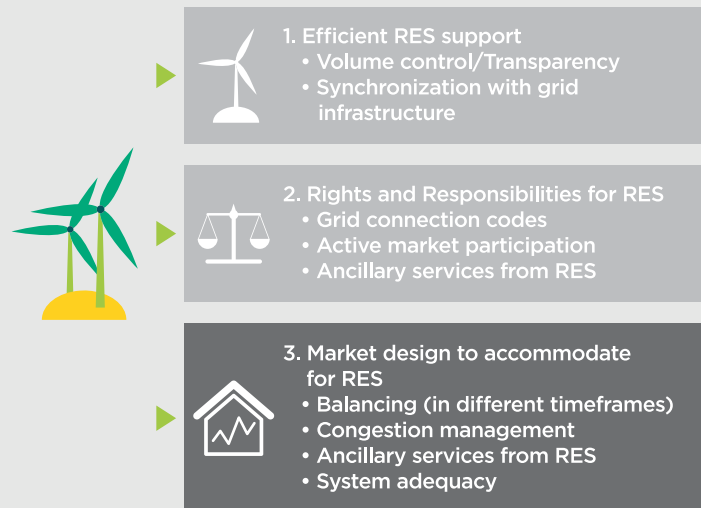 1. Efficient RES support
• Volume control/Transparency
• Synchronization with grid
infrastructure
2. Rights and Responsibilities for RES
• Grid connection codes
• Active market participation
• Ancillary services from RES
3. Market design to accommodate
for RES
• Balancing (in different timeframes)
• Congestion management
• Ancillary services from RES
• System adequacy